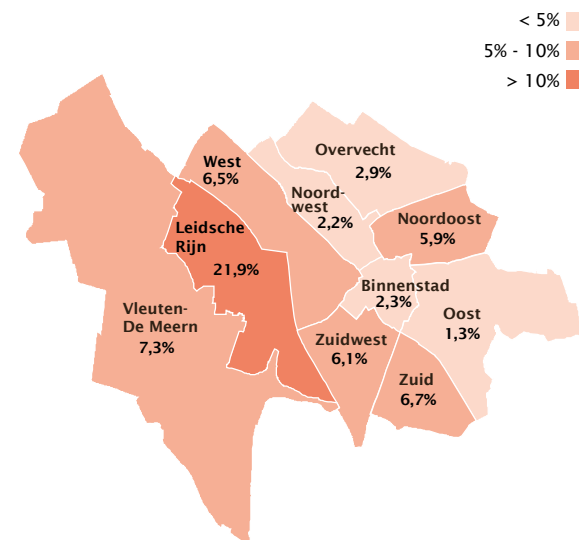 < 5%
5% - 10%
> 10%
Overvecht
2,9%
West
6,5%
Noord-
west
2,2%
Noordoost
5,9%
Leidsche
Rijn
21,9%
Binnenstad
2,3%
Oost
1,3%
Vleuten-
De Meern
7,3%
Zuidwest
6,1%
Zuid
6,7%